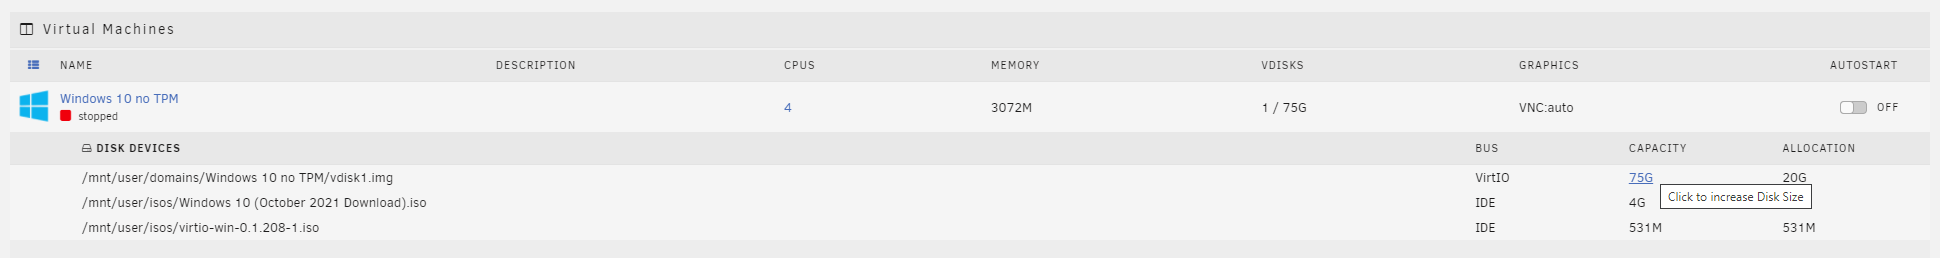 Virtual Machines
NAME DESCRIPTION CPUS MEMORY VDISKS GRAPHICS AUTOSTART
Windows 10 no TPM
stopped
4 3072M 1 / 75G VNC:auto OFF
DISK DEVICES BUS CAPACITY ALLOCATION
/mnt/user/domains/Windows 10 no TPM/vdisk1.img VirtIO 75G 20G
Click to increase Disk Size
/mnt/user/isos/Windows 10 (October 2021 Download).iso IDE 4G
/mnt/user/isos/virtio-win-0.1.208-1.iso IDE 531M 531M